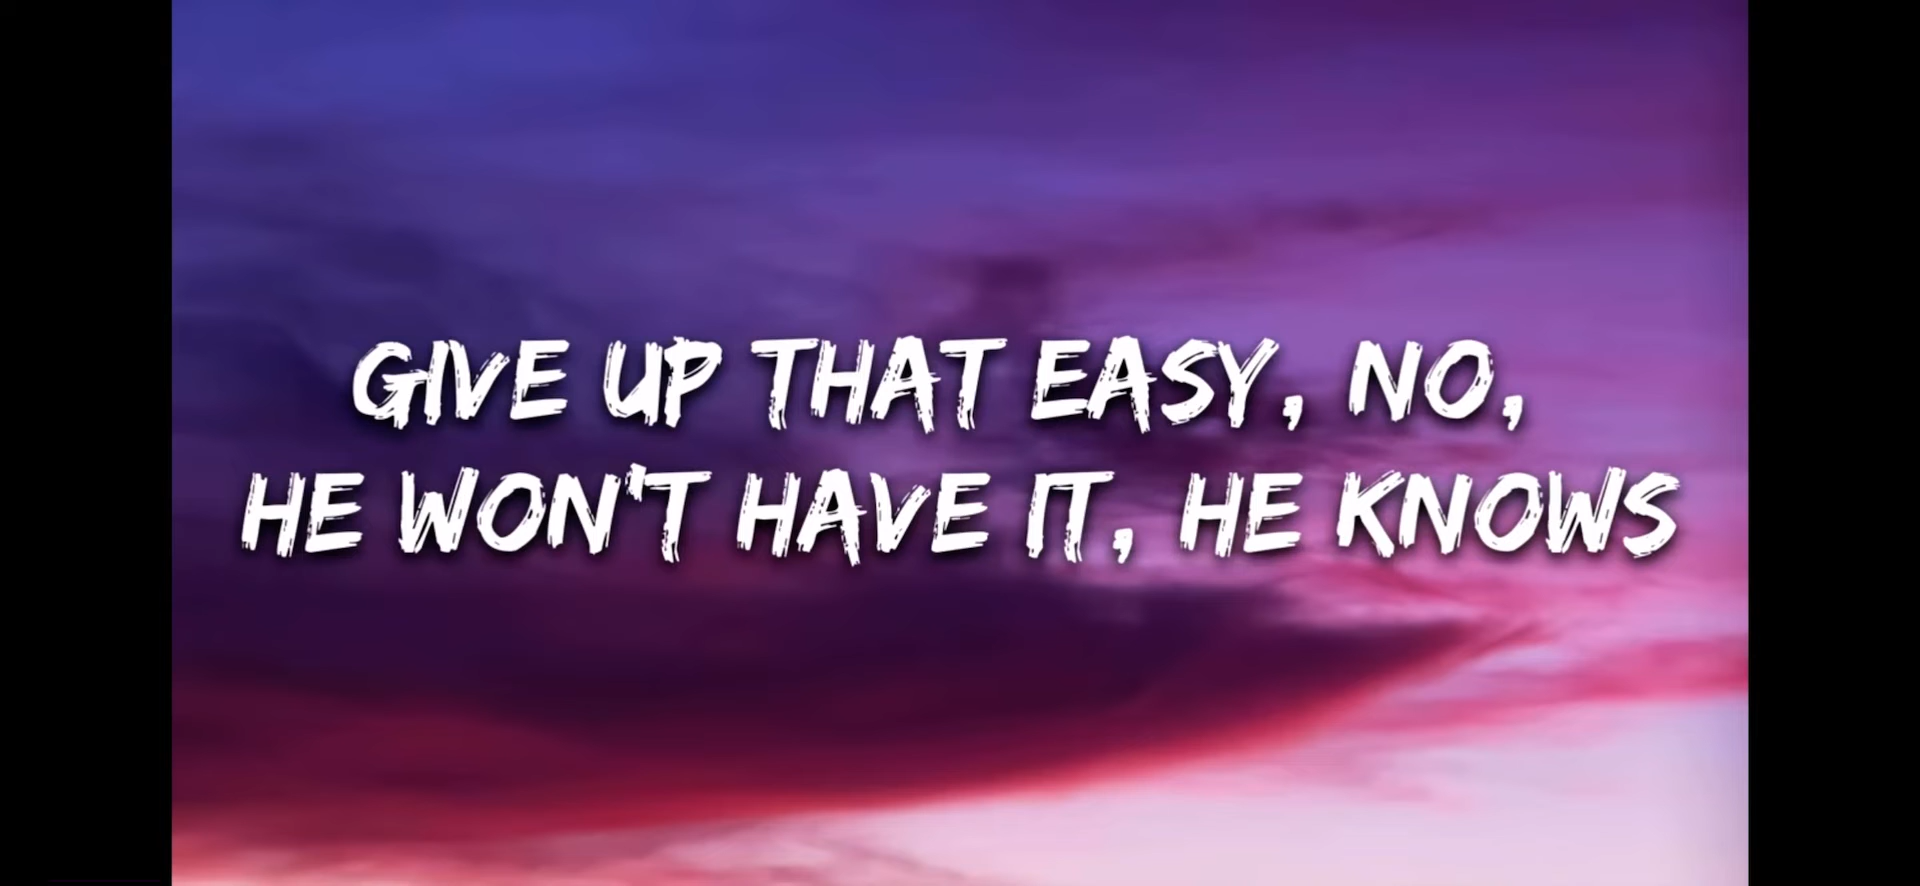 GIVE UP THAT EASY, NO,
HE WON'T HAVE IT, HE KNOWS